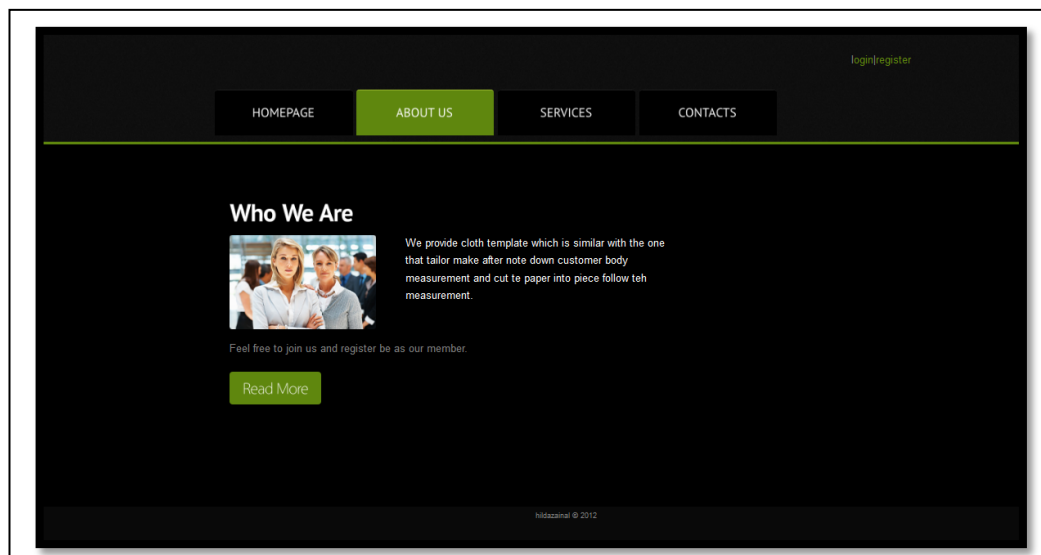 login|register
HOMEPAGE ABOUT US SERVICES CONTACTS
Who We Are
We provide cloth template which is similar with the one
that tailor make after note down customer body
measurement and cut te paper into piece follow teh
measurement.
Feel free to join us and register be as our member.
Read More
hildazainal © 2012